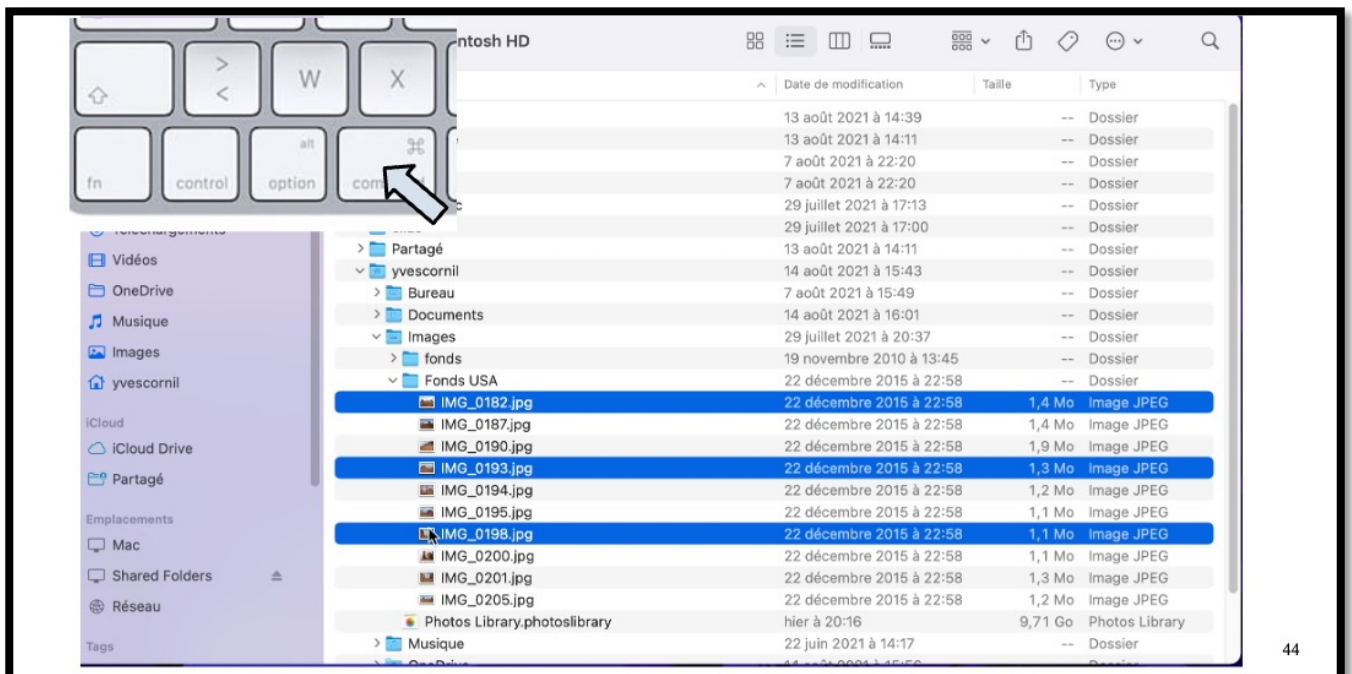 ntosh HD
>
<
W
X
alt
⌘
fn
control
option
Date de modification Taille Type
13 août 2021 à 14:39 -- Dossier
13 août 2021 à 14:11 -- Dossier
7 août 2021 à 22:20 -- Dossier
7 août 2021 à 22:20 -- Dossier
29 juillet 2021 à 17:13 -- Dossier
29 juillet 2021 à 17:00 -- Dossier
Partagé 13 août 2021 à 14:11 -- Dossier
yvescornil 14 août 2021 à 15:43 -- Dossier
Bureau 7 août 2021 à 15:49 -- Dossier
Documents 14 août 2021 à 16:01 -- Dossier
Images 29 juillet 2021 à 20:37 -- Dossier
fonds 19 novembre 2010 à 13:45 -- Dossier
Fonds USA 22 décembre 2015 à 22:58 -- Dossier
IMG_0182.jpg 22 décembre 2015 à 22:58 1,4 Mo Image JPEG
IMG_0187.jpg 22 décembre 2015 à 22:58 1,4 Mo Image JPEG
IMG_0190.jpg 22 décembre 2015 à 22:58 1,9 Mo Image JPEG
IMG_0193.jpg 22 décembre 2015 à 22:58 1,3 Mo Image JPEG
IMG_0194.jpg 22 décembre 2015 à 22:58 1,2 Mo Image JPEG
IMG_0195.jpg 22 décembre 2015 à 22:58 1,1 Mo Image JPEG
IMG_0198.jpg 22 décembre 2015 à 22:58 1,1 Mo Image JPEG
IMG_0200.jpg 22 décembre 2015 à 22:58 1,1 Mo Image JPEG
IMG_0201.jpg 22 décembre 2015 à 22:58 1,3 Mo Image JPEG
IMG_0205.jpg 22 décembre 2015 à 22:58 1,2 Mo Image JPEG
Photos Library.photoslibrary hier à 20:16 9,71 Go Photos Library
Musique 22 juin 2021 à 14:17 -- Dossier
Téléchargements
Vidéos
OneDrive
Musique
Images
yvescornil
iCloud
iCloud Drive
Partagé
Emplacements
Mac
Shared Folders
Réseau
Tags
44